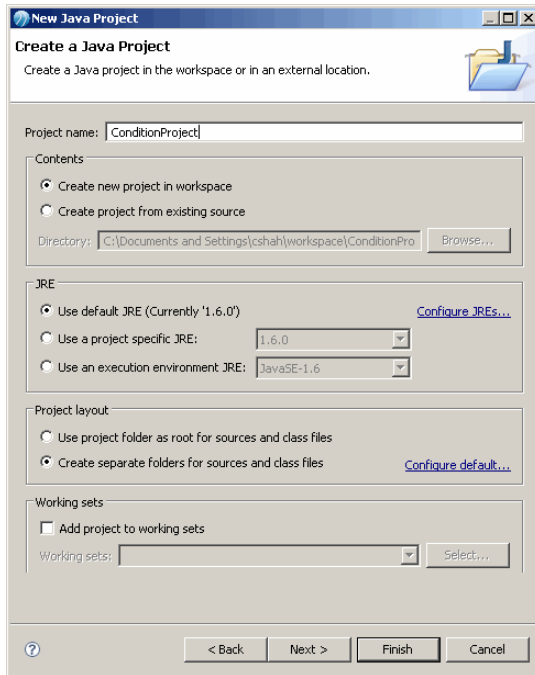 New Java Project
Create a Java Project
Create a Java project in the workspace or in an external location.
Project name: ConditionProject
Contents
Create new project in workspace
Create project from existing source
Directory: C:\Documents and Settings\cshah\workspace\ConditionPro Browse...
JRE
Use default JRE (Currently '1.6.0') Configure JREs...
Use a project specific JRE: 1.6.0
Use an execution environment JRE: JavaSE-1.6
Project layout
Use project folder as root for sources and class files
Create separate folders for sources and class files Configure default...
Working sets
Add project to working sets
Working sets: Select...
? < Back Next > Finish Cancel